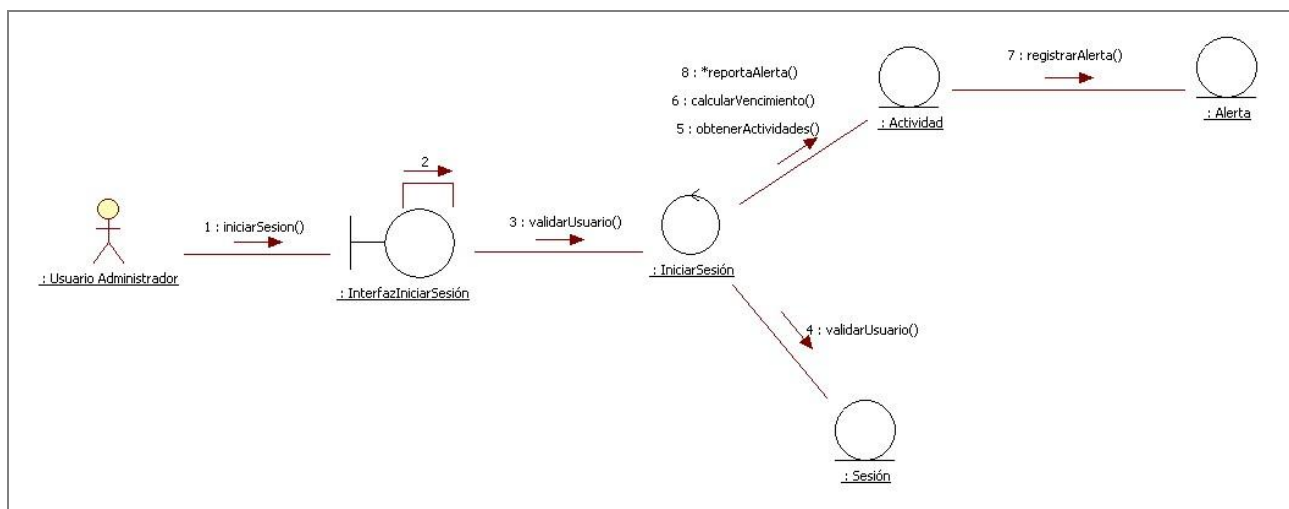 8 : *reportaAlerta()
6 : calcularVencimiento()
5 : obtenerActividades()
7 : registrarAlerta()
: Actividad
: Alerta
2
1 : iniciarSesion()
3 : validarUsuario()
: Usuario Administrador
: InterfazIniciarSesión
: IniciarSesión
4 : validarUsuario()
: Sesión